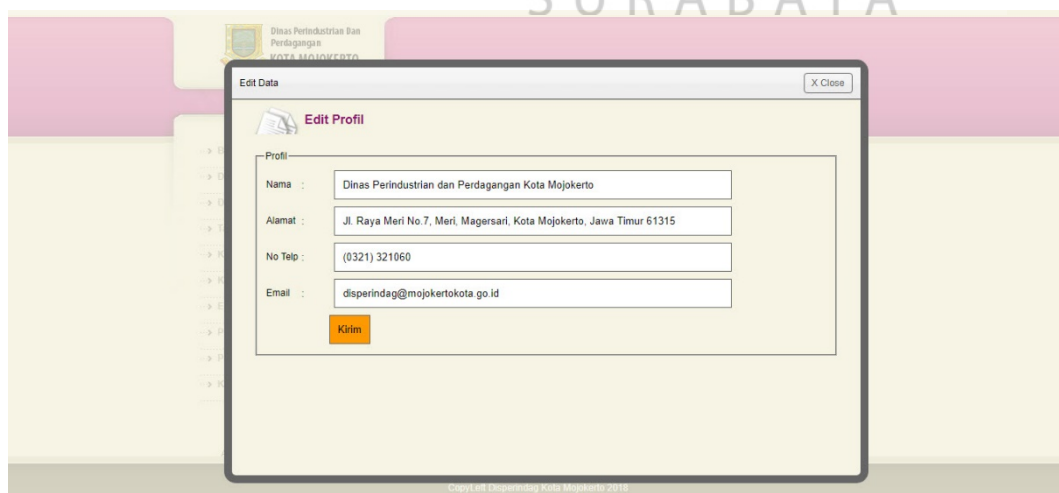 SURABAYA
Dinas Perindustrian Dan
Perdagangan
KOTA MOJOKERTO
Edit Data
X Close
Edit Profil
Profil
Nama : Dinas Perindustrian dan Perdagangan Kota Mojokerto
Alamat : Jl. Raya Meri No.7, Meri, Magersari, Kota Mojokerto, Jawa Timur 61315
No Telp : (0321) 321060
Email : disperindag@mojokertokota.go.id
Kirim
CopyLeft Disperindag Kota Mojokerto 2018